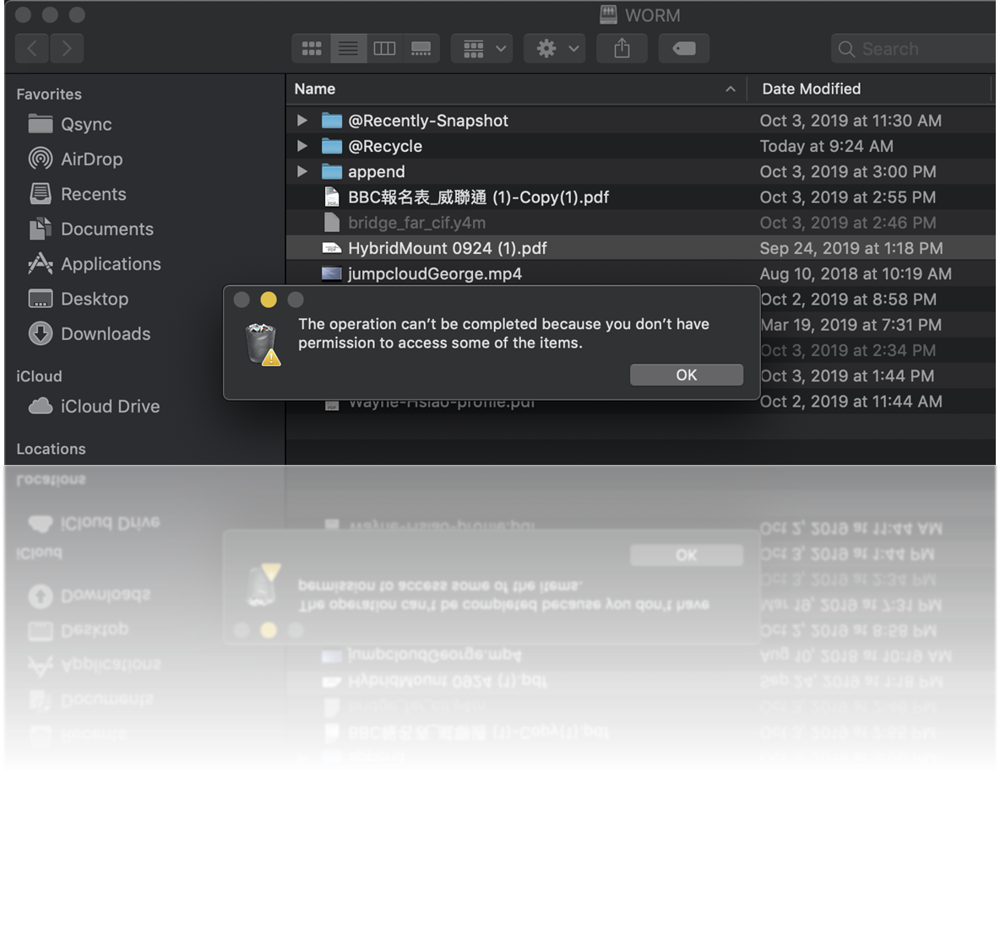 WORM
Search
Favorites
Qsync
AirDrop
Recents
Documents
Applications
Desktop
Downloads
iCloud
iCloud Drive
Locations
Name Date Modified
@Recently-Snapshot Oct 3, 2019 at 11:30 AM
@Recycle Today at 9:24 AM
append Oct 3, 2019 at 3:00 PM
BBC報名表_威聯通 (1)-Copy(1).pdf Oct 3, 2019 at 2:55 PM
bridge_far_cif.y4m Oct 3, 2019 at 2:46 PM
HybridMount 0924 (1).pdf Sep 24, 2019 at 1:18 PM
jumpcloudGeorge.mp4 Aug 10, 2018 at 10:19 AM
Oct 2, 2019 at 8:58 PM
Mar 19, 2019 at 7:31 PM
Oct 3, 2019 at 2:34 PM
Oct 3, 2019 at 1:44 PM
Wayne-Hsiao-profile.pdf Oct 2, 2019 at 11:44 AM
The operation can't be completed because you don't have
permission to access some of the items.
OK